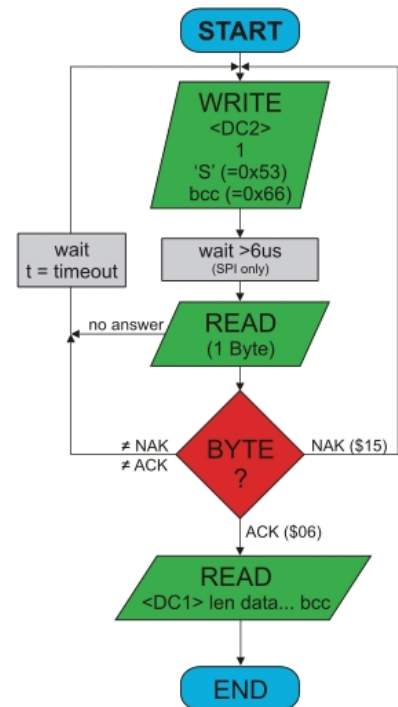 START
WRITE
<DC2>
1
‘S’ (=0x53)
bcc (=0x66)
wait
t = timeout
wait >6us
(SPI only)
no answer
READ
(1 Byte)
≠ NAK
≠ ACK
BYTE
?
NAK ($15)
ACK ($06)
READ
<DC1> len data... bcc
END